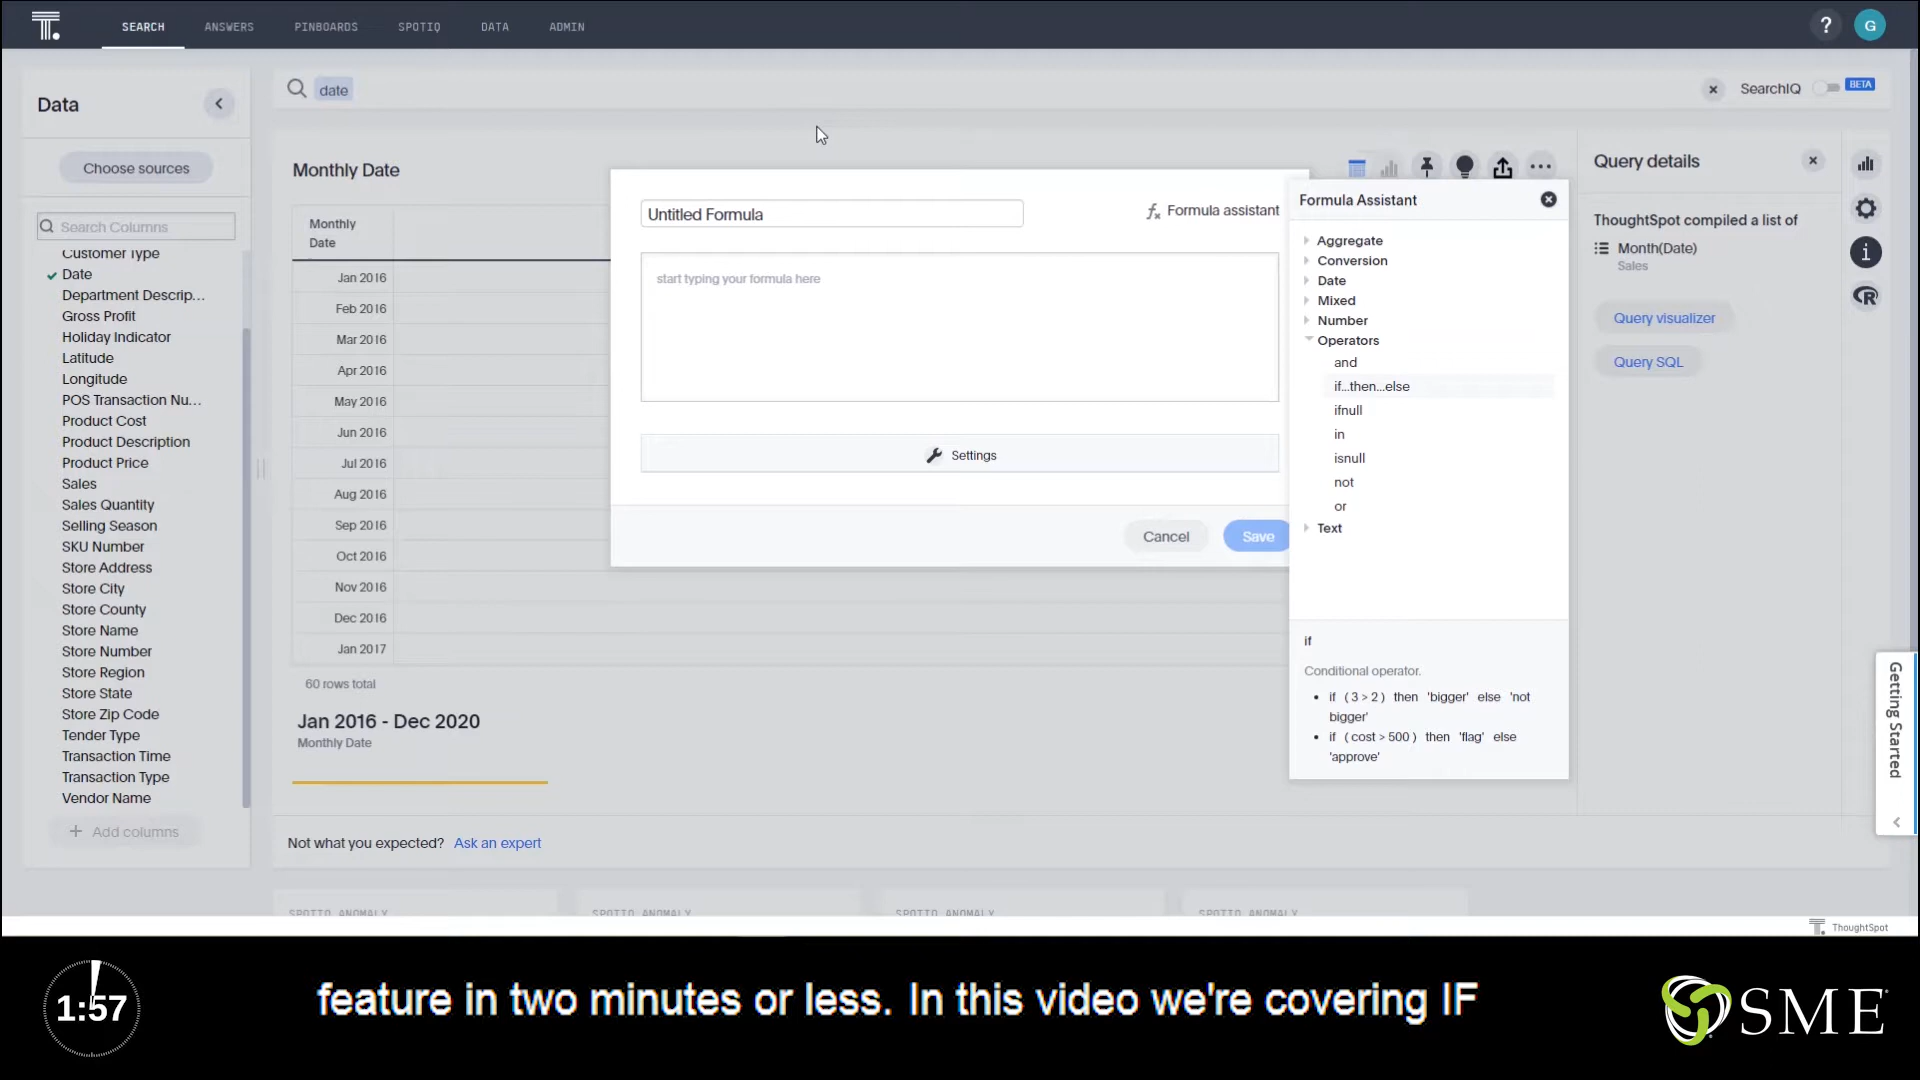 SEARCH
ANSWERS
PINBOARDS
SPOTIQ
DATA
ADMIN
?
G
Data
Choose sources
Search Columns
Customer Type
Date
Department Descrip...
Gross Profit
Holiday Indicator
Latitude
Longitude
POS Transaction Nu...
Product Cost
Product Description
Product Price
Sales
Sales Quantity
Selling Season
SKU Number
Store Address
Store City
Store County
Store Name
Store Number
Store Region
Store State
Store Zip Code
Tender Type
Transaction Time
Transaction Type
Vendor Name
+ Add columns
date
SearchIQ
BETA
Monthly Date
Monthly
Date
Jan 2016
Feb 2016
Mar 2016
Apr 2016
May 2016
Jun 2016
Jul 2016
Aug 2016
Sep 2016
Oct 2016
Nov 2016
Dec 2016
Jan 2017
60 rows total
Jan 2016 - Dec 2020
Monthly Date
Not what you expected? Ask an expert
SPOTIQ ANOMALY
SPOTIQ ANOMALY
SPOTIQ ANOMALY
SPOTIQ ANOMALY
Untitled Formula
fx Formula assistant
start typing your formula here
Settings
Cancel
Save
Formula Assistant
Aggregate
Conversion
Date
Mixed
Number
Operators
and
if...then...else
ifnull
in
isnull
not
or
Text
if
Conditional operator.
• if ( 3 > 2 ) then 'bigger' else 'not
bigger'
• if ( cost > 500 ) then 'flag' else
'approve'
Query details
ThoughtSpot compiled a list of
Month(Date)
Sales
Query visualizer
Query SQL
i
R
Getting Started
ThoughtSpot
1:57
feature in two minutes or less. In this video we're covering IF
SME